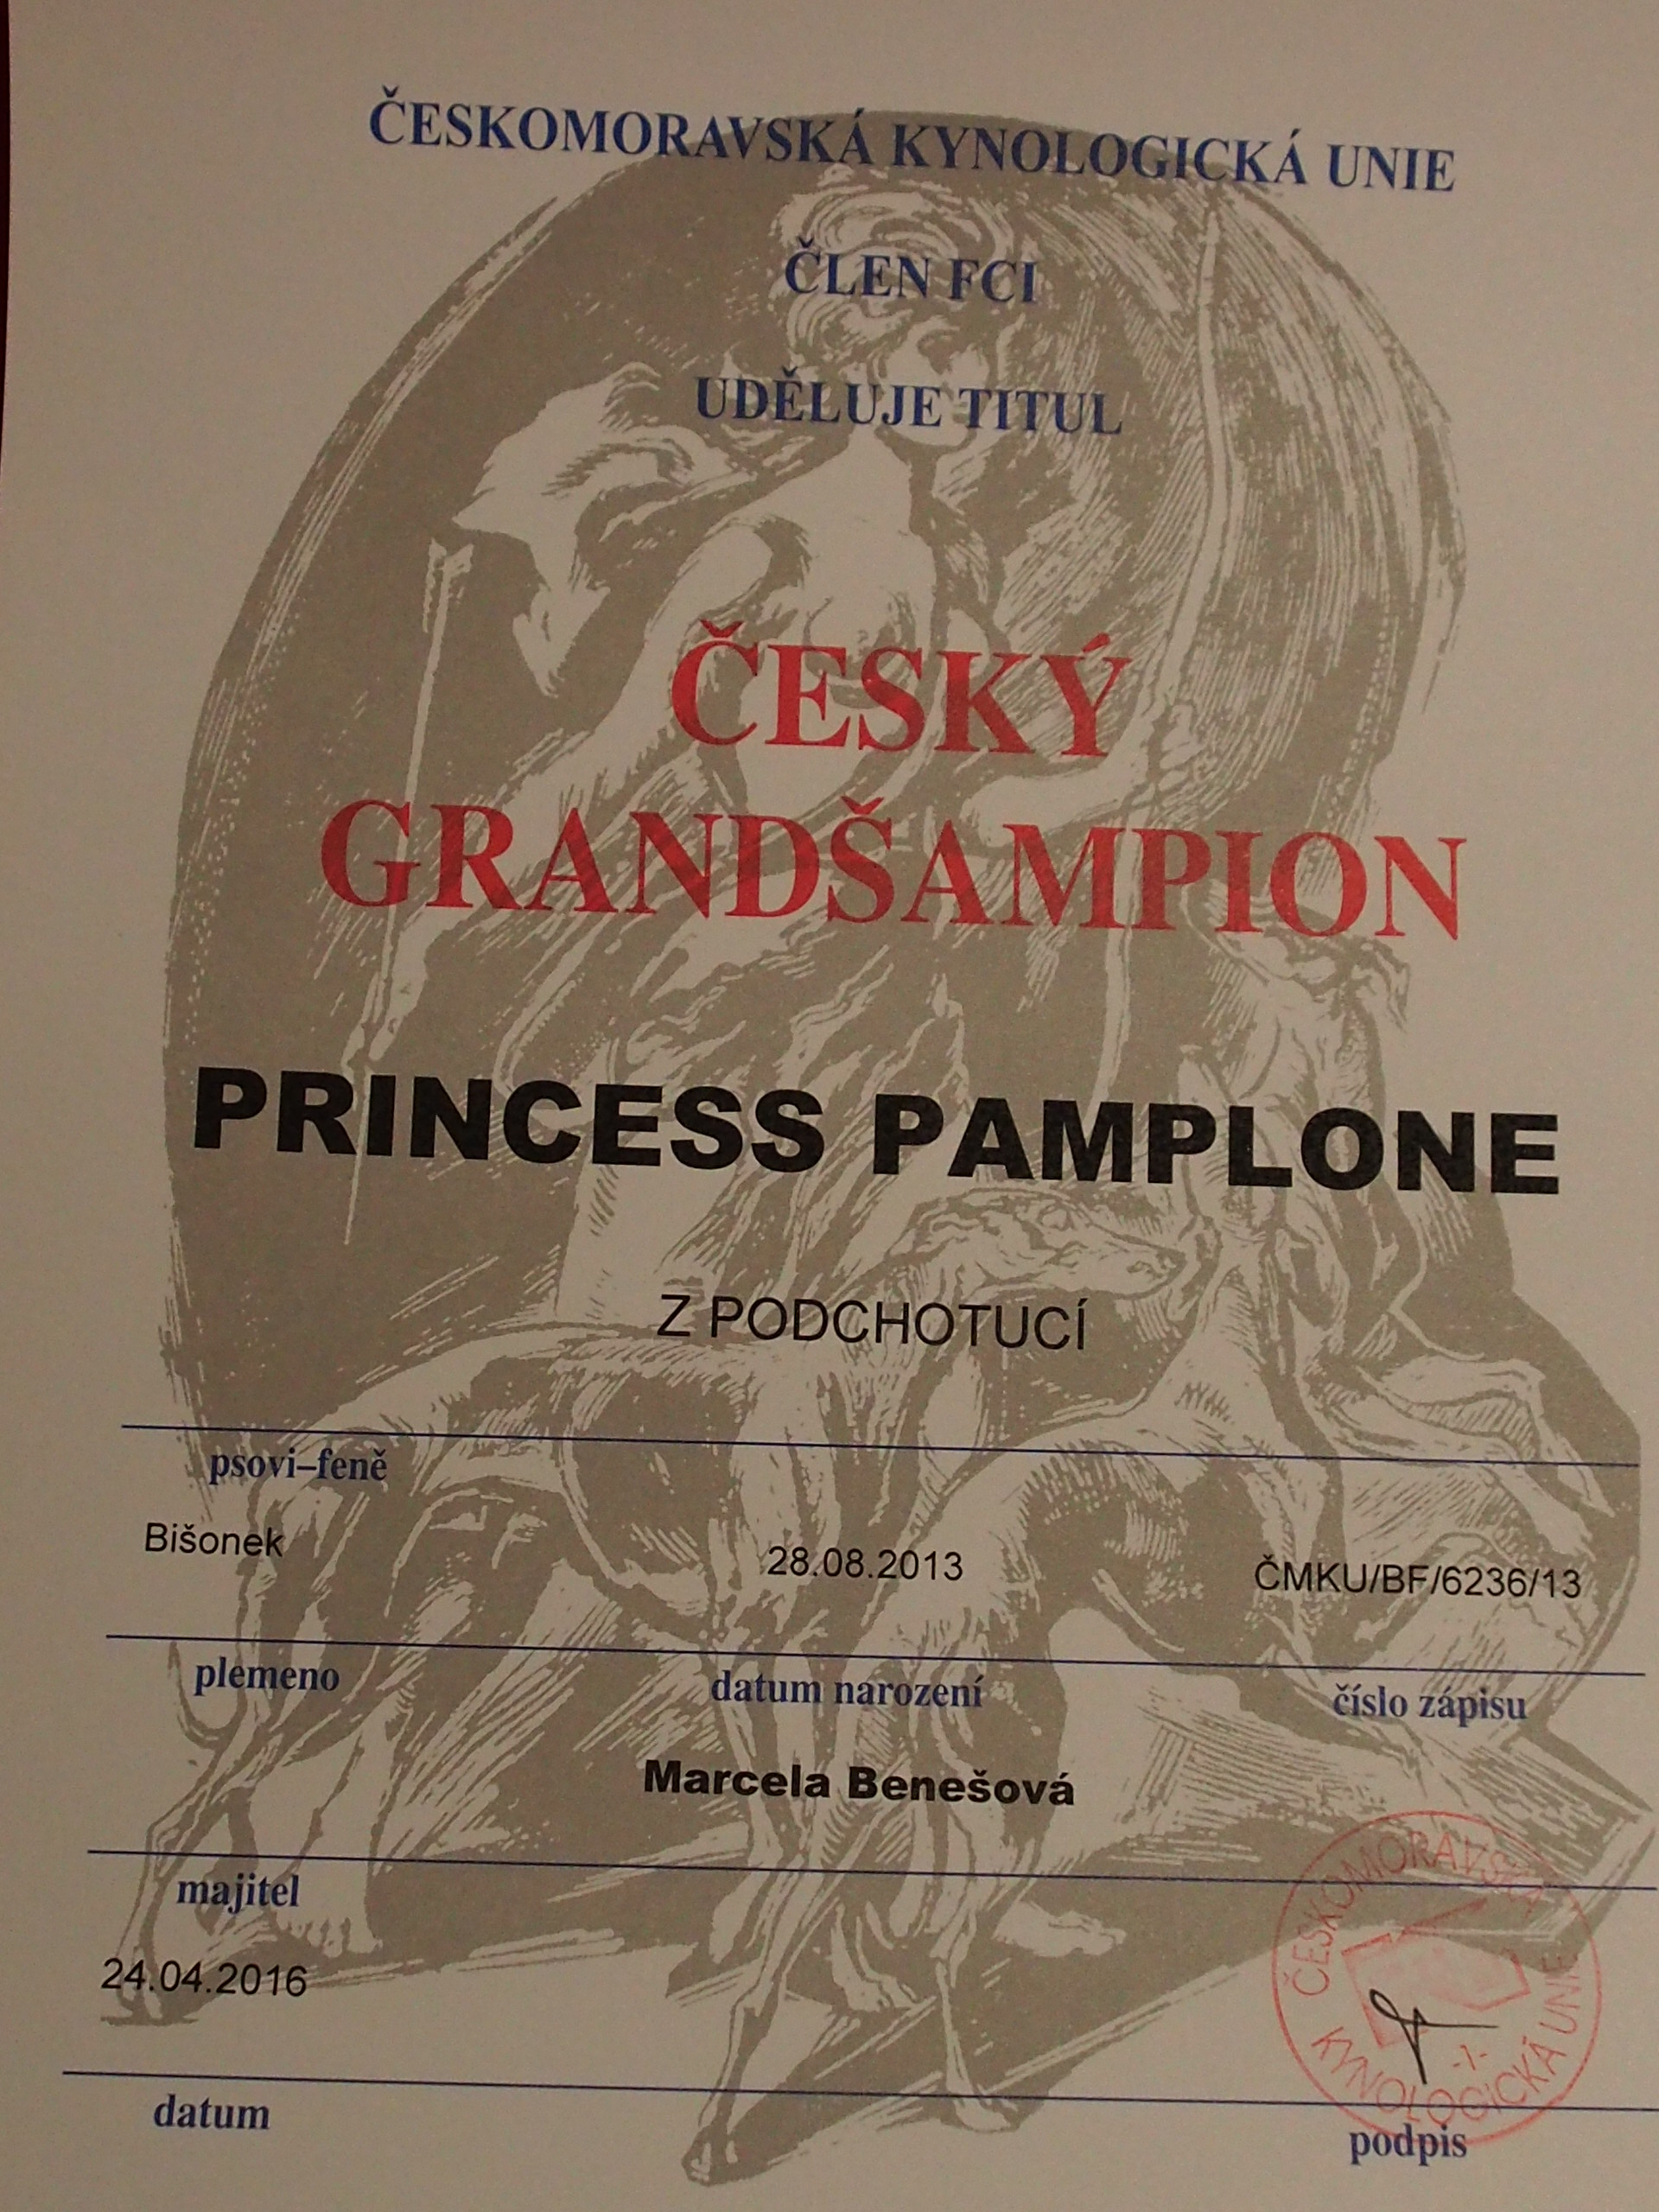 ČESKOMORAVSKÁ KYNOLOGICKÁ UNIE
ČLEN FCI
UDĚLUJE TITUL
ČESKÝ
GRANDŠAMPION
PRINCESS PAMPLONE
Z PODCHOTUCÍ
psovi–feně
Bišonek 28.08.2013 ČMKU/BF/6236/13
plemeno datum narození číslo zápisu
Marcela Benešová
majitel
24.04.2016
ČESKOMORAVSKÁ
KYNOLOGICKÁ UNIE
-1-
datum podpis